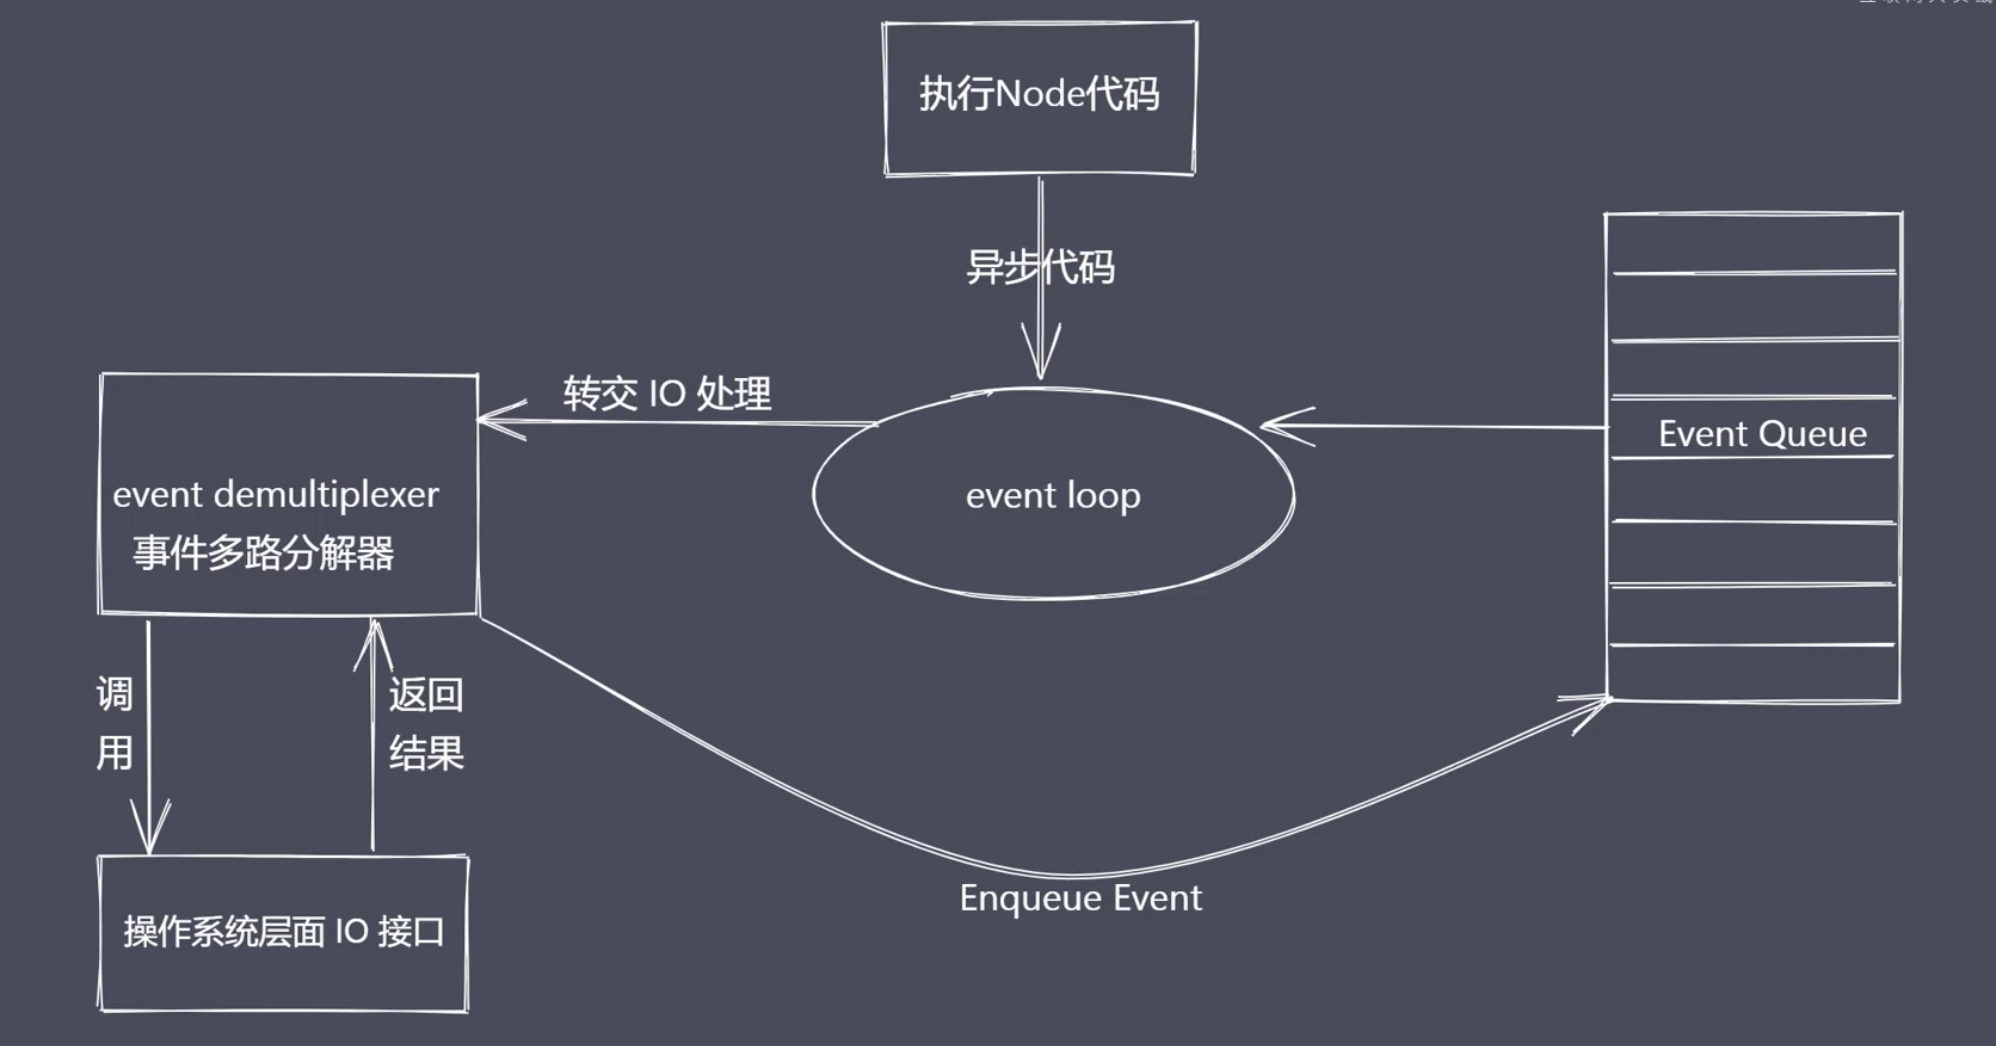 执行Node代码
异步代码
转交 IO 处理
Event Queue
event demultiplexer
事件多路分解器
event loop
调
用
返回
结果
Enqueue Event
操作系统层面 IO 接口